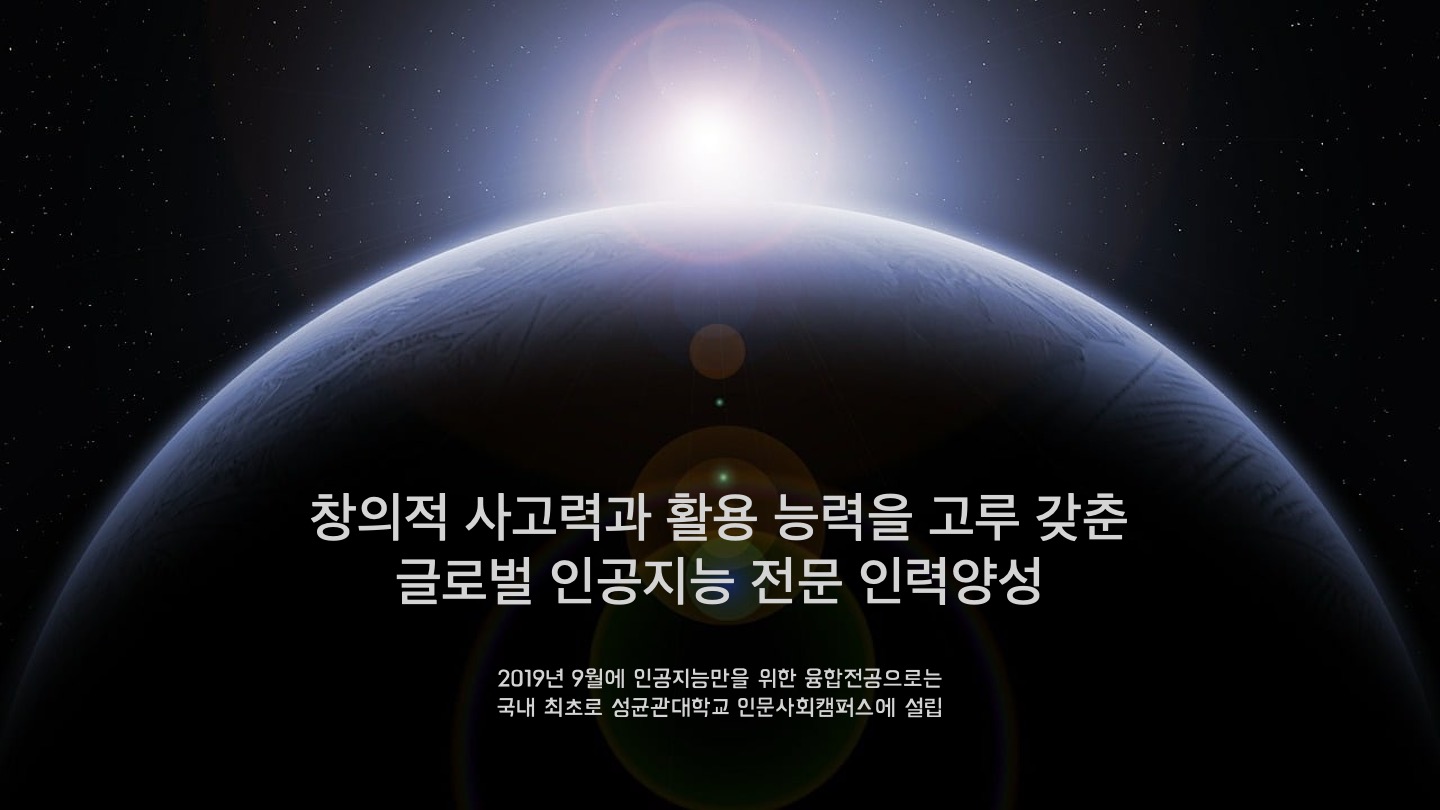 창의적 사고력과 활용 능력을 고루 갖춘
글로벌 인공지능 전문 인력양성
2019년 9월에 인공지능만을 위한 융합전공으로는
국내 최초로 성균관대학교 인문사회캠퍼스에 설립